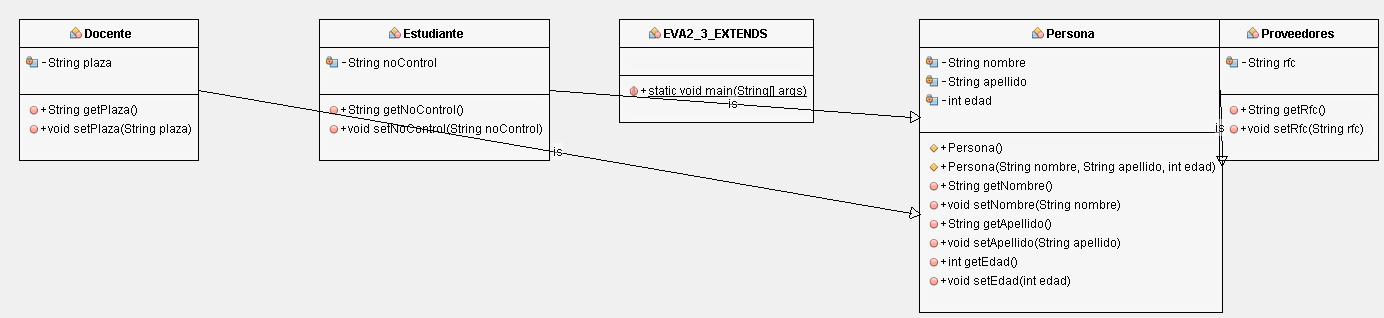 Docente
- String plaza
+ String getPlaza()
+ void setPlaza(String plaza)
Estudiante
- String noControl
+ String getNoControl()
+ void setNoControl(String noControl)
EVA2_3_EXTENDS
+ static void main(String[] args)
is
is
Persona
- String nombre
- String apellido
- int edad
+ Persona()
+ Persona(String nombre, String apellido, int edad)
+ String getNombre()
+ void setNombre(String nombre)
+ String getApellido()
+ void setApellido(String apellido)
+ int getEdad()
+ void setEdad(int edad)
is
Proveedores
- String rfc
+ String getRfc()
+ void setRfc(String rfc)